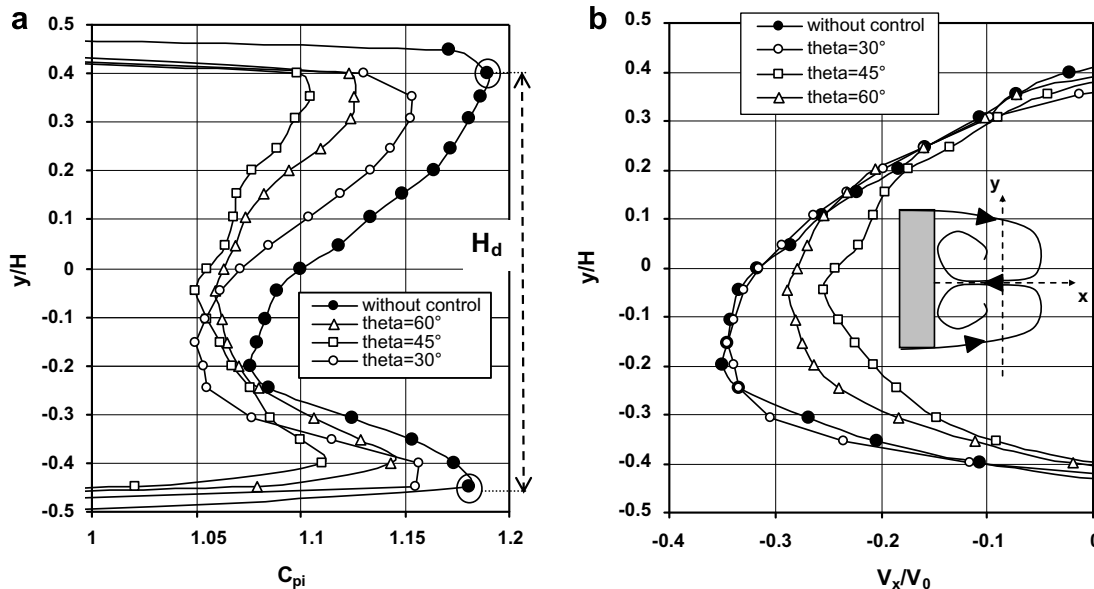 a
y/H
0.5
0.4
0.3
0.2
0.1
0
-0.1
-0.2
-0.3
-0.4
-0.5
1
1.05
1.1
1.15
1.2
Cpi
Hd
without control
theta=60°
theta=45°
theta=30°
b
y/H
0.5
0.4
0.3
0.2
0.1
0
-0.1
-0.2
-0.3
-0.4
-0.5
-0.4
-0.3
-0.2
-0.1
0
Vx/V0
without control
theta=30°
theta=45°
theta=60°
y
x